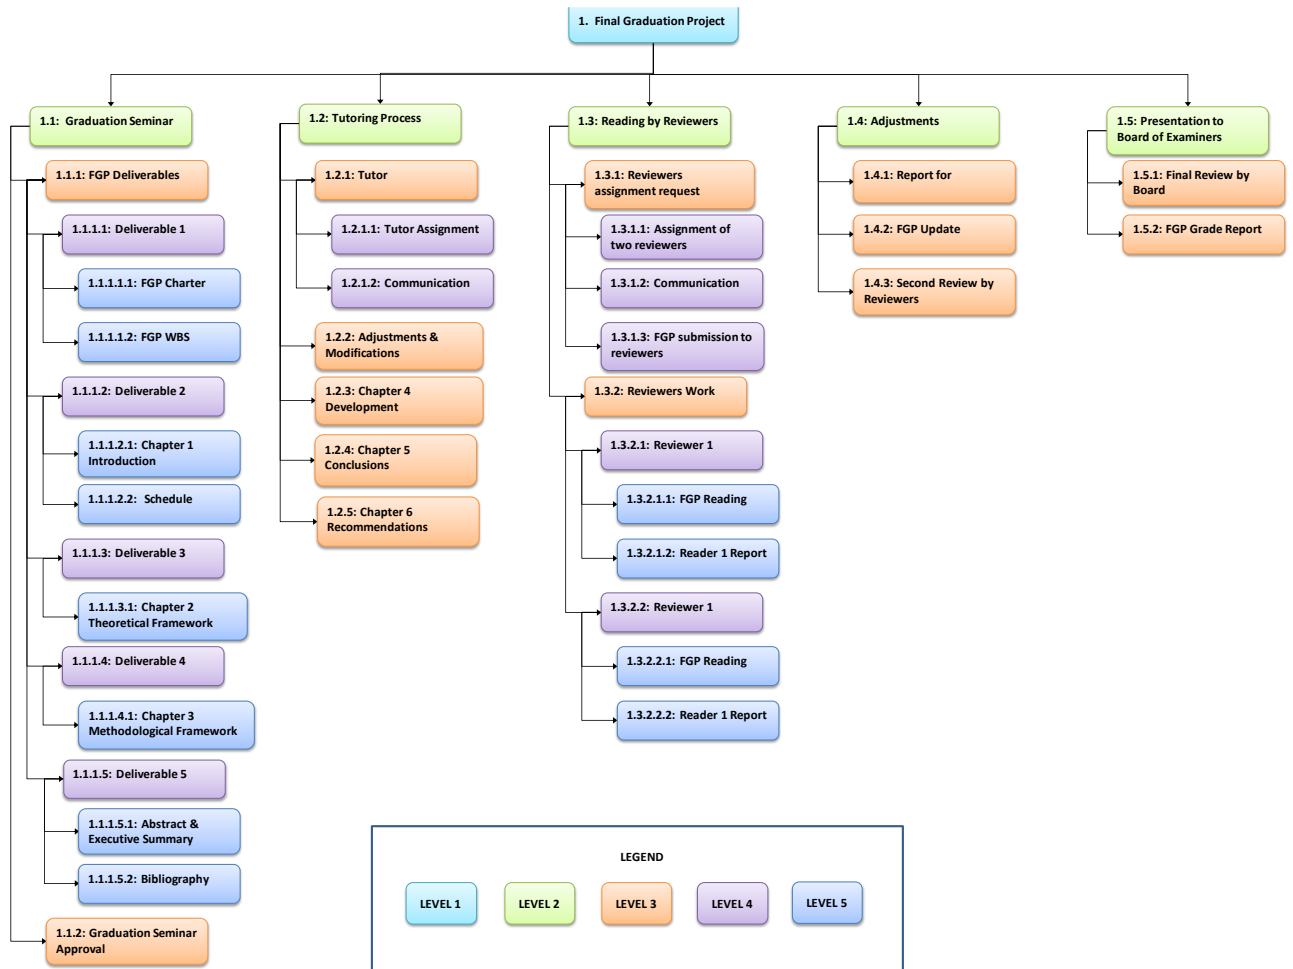 1. Final Graduation Project
1.1: Graduation Seminar
1.1.1: FGP Deliverables
1.1.1.1: Deliverable 1
1.1.1.1.1: FGP Charter
1.1.1.1.2: FGP WBS
1.1.1.2: Deliverable 2
1.1.1.2.1: Chapter 1
Introduction
1.1.1.2.2: Schedule
1.1.1.3: Deliverable 3
1.1.1.3.1: Chapter 2
Theoretical Framework
1.1.1.4: Deliverable 4
1.1.1.4.1: Chapter 3
Methodological Framework
1.1.1.5: Deliverable 5
1.1.1.5.1: Abstract &
Executive Summary
1.1.1.5.2: Bibliography
1.1.2: Graduation Seminar
Approval
1.2: Tutoring Process
1.2.1: Tutor
1.2.1.1: Tutor Assignment
1.2.1.2: Communication
1.2.2: Adjustments &
Modifications
1.2.3: Chapter 4
Development
1.2.4: Chapter 5
Conclusions
1.2.5: Chapter 6
Recommendations
1.3: Reading by Reviewers
1.3.1: Reviewers
assignment request
1.3.1.1: Assignment of
two reviewers
1.3.1.2: Communication
1.3.1.3: FGP submission to
reviewers
1.3.2: Reviewers Work
1.3.2.1: Reviewer 1
1.3.2.1.1: FGP Reading
1.3.2.1.2: Reader 1 Report
1.3.2.2: Reviewer 1
1.3.2.2.1: FGP Reading
1.3.2.2.2: Reader 1 Report
1.4: Adjustments
1.4.1: Report for
1.4.2: FGP Update
1.4.3: Second Review by
Reviewers
1.5: Presentation to
Board of Examiners
1.5.1: Final Review by
Board
1.5.2: FGP Grade Report
LEGEND
LEVEL 1
LEVEL 2
LEVEL 3
LEVEL 4
LEVEL 5